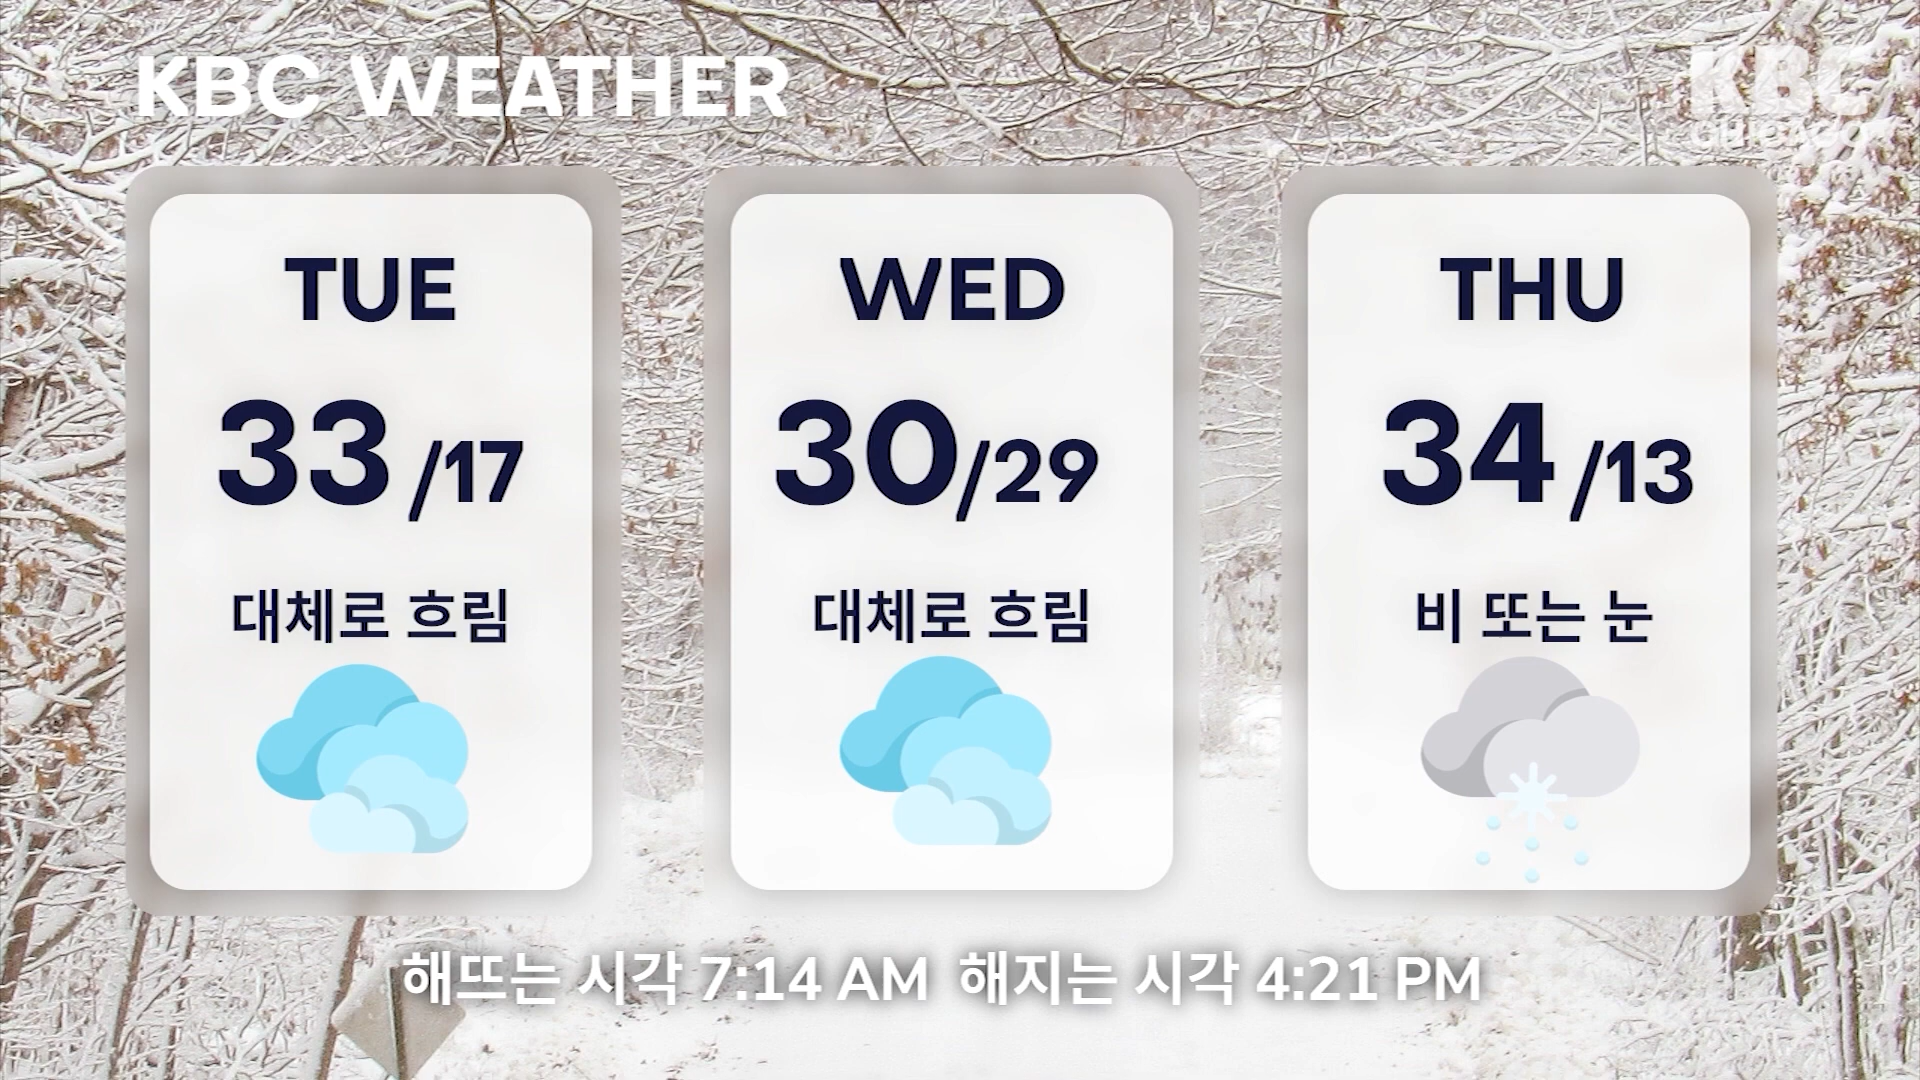 KBC WEATHER
KBC
CHICAGO
TUE
33/17
대체로 흐림
WED
30/29
대체로 흐림
THU
34/13
비 또는 눈
해뜨는 시각 7:14 AM 해지는 시각 4:21 PM